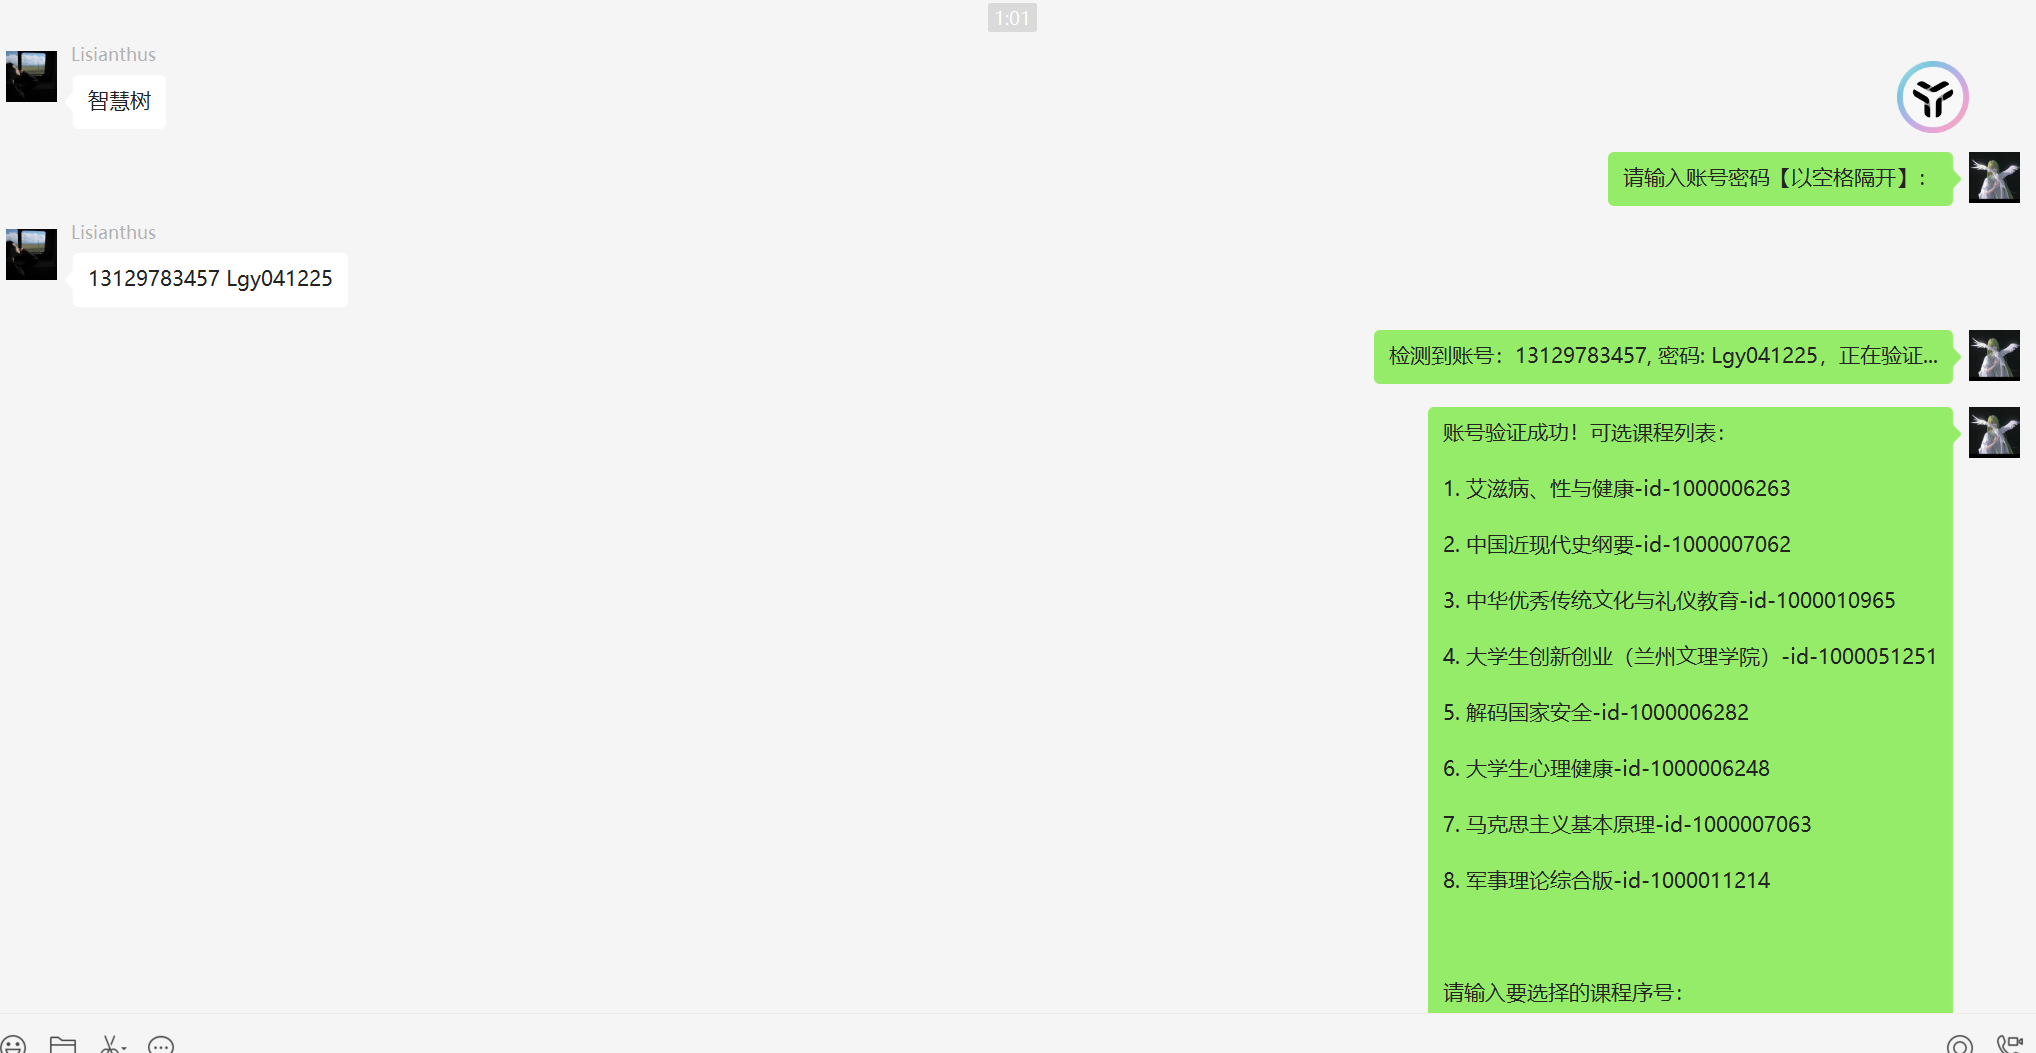 1:01
Lisianthus
智慧树
请输入账号密码【以空格隔开】:
Lisianthus
13129783457 Lgy041225
检测到账号：13129783457, 密码: Lgy041225，正在验证...
账号验证成功！可选课程列表：
1. 艾滋病、性与健康-id-1000006263
2. 中国近现代史纲要-id-1000007062
3. 中华优秀传统文化与礼仪教育-id-1000010965
4. 大学生创新创业（兰州文理学院）-id-1000051251
5. 解码国家安全-id-1000006282
6. 大学生心理健康-id-1000006248
7. 马克思主义基本原理-id-1000007063
8. 军事理论综合版-id-1000011214
请输入要选择的课程序号：